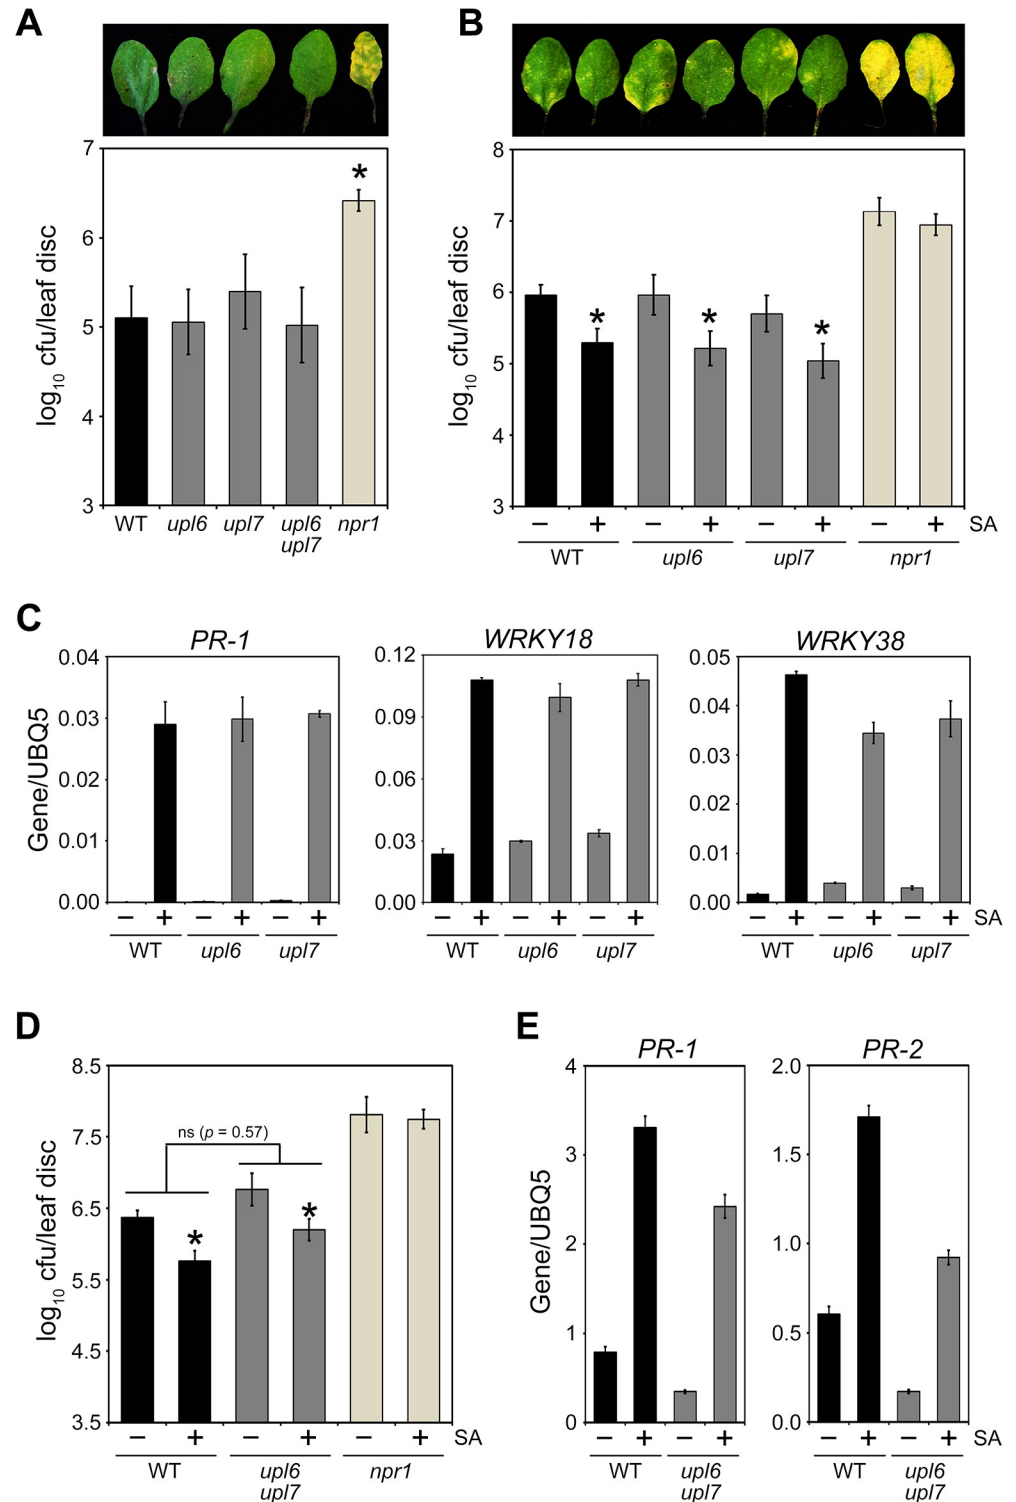 A
7
6
5
4
3
log10 cfu/leaf disc
*
WT upl6 upl7 upl6 npr1
upl7
B
8
7
6
5
4
3
log10 cfu/leaf disc
* * *
− + − + − + − + SA
WT upl6 upl7 npr1
C
Gene/UBQ5
PR-1
0.04
0.03
0.02
0.01
0.00
− + − + − +
WT upl6 upl7
WRKY18
0.12
0.09
0.06
0.03
0.00
− + − + − +
WT upl6 upl7
WRKY38
0.05
0.04
0.03
0.02
0.01
0.00
− + − + − + SA
WT upl6 upl7
D
8.5
7.5
6.5
5.5
4.5
3.5
log10 cfu/leaf disc
ns (p = 0.57)
* *
− + − + − + SA
WT upl6 npr1
upl7
E
Gene/UBQ5
PR-1
4
3
2
1
0
− + − +
WT upl6
upl7
PR-2
2.0
1.5
1.0
0.5
0.0
− + − + SA
WT upl6
upl7